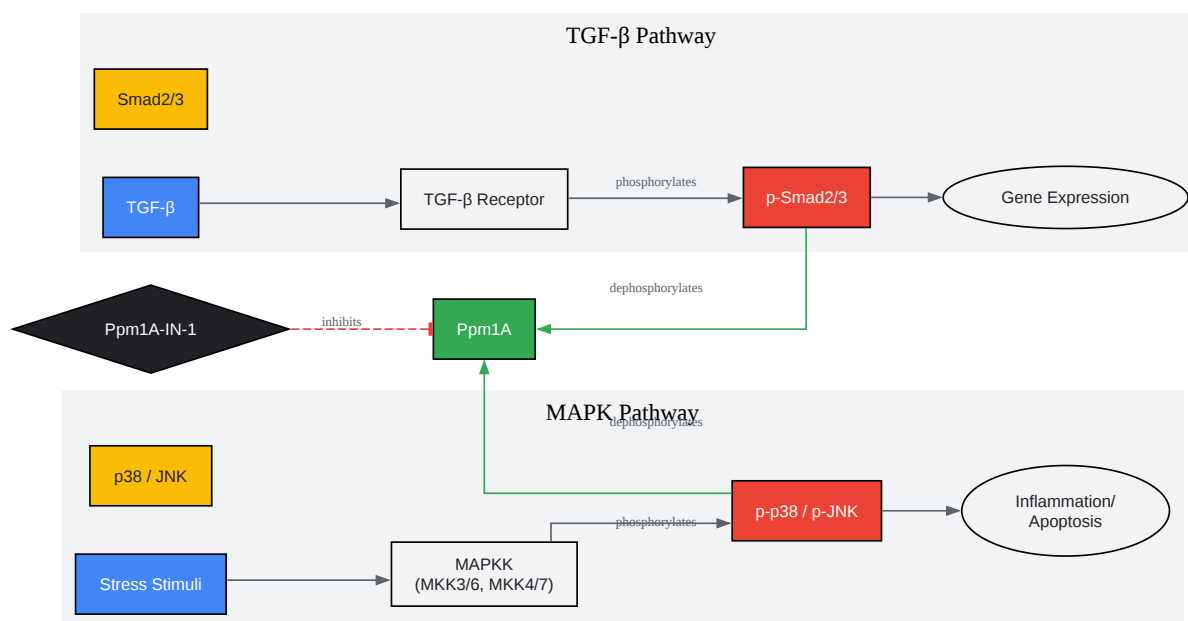 TGF-β Pathway
Smad2/3
TGF-β
TGF-β Receptor
phosphorylates
p-Smad2/3
Gene Expression
dephosphorylates
Ppm1A-IN-1
inhibits
Ppm1A
MAPK Pathway
dephosphorylates
p38 / JNK
p-p38 / p-JNK
Inflammation/
Apoptosis
phosphorylates
Stress Stimuli
MAPKK
(MKK3/6, MKK4/7)